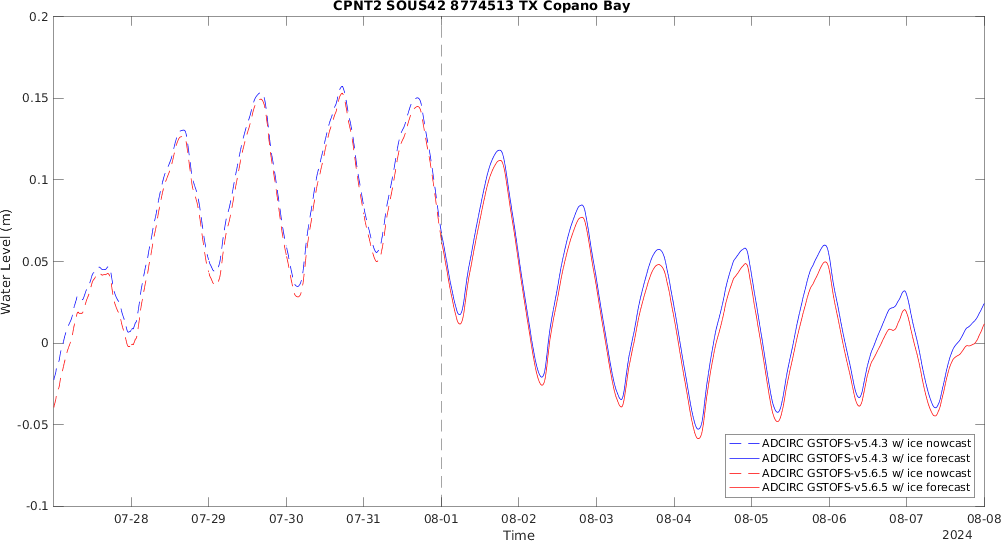 CPNT2 SOUS42 8774513 TX Copano Bay
0.2
0.15
0.1
0.05
0
-0.05
-0.1
Water Level (m)
ADCIRC GSTOFS-v5.4.3 w/ ice nowcast
ADCIRC GSTOFS-v5.4.3 w/ ice forecast
ADCIRC GSTOFS-v5.6.5 w/ ice nowcast
ADCIRC GSTOFS-v5.6.5 w/ ice forecast
07-28 07-29 07-30 07-31 08-01 08-02 08-03 08-04 08-05 08-06 08-07 08-08
Time
2024